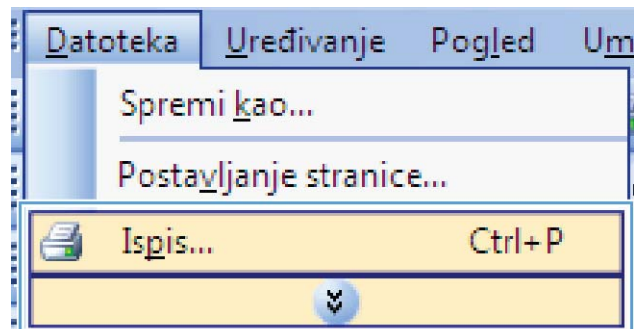 Datoteka Uređivanje Pogled Um
Spremi kao...
Postavljanje stranice...
Ispis... Ctrl+P